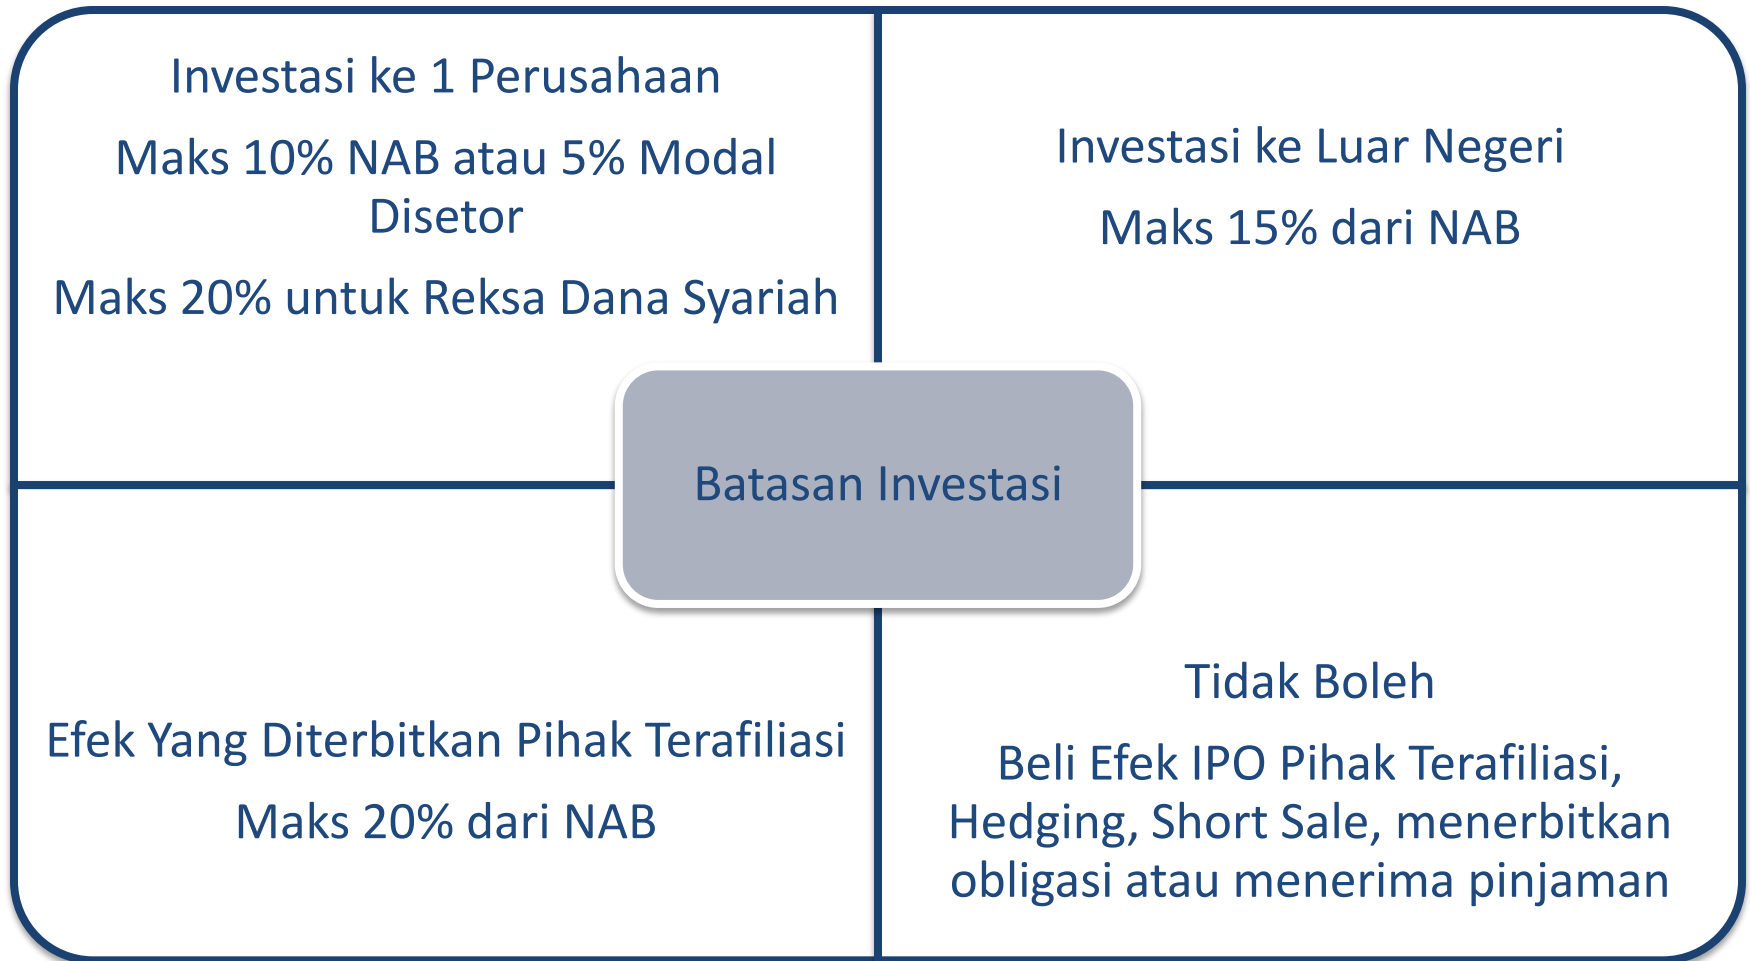 Investasi ke 1 Perusahaan
Maks 10% NAB atau 5% Modal
Disetor
Maks 20% untuk Reksa Dana Syariah
Investasi ke Luar Negeri
Maks 15% dari NAB
Batasan Investasi
Efek Yang Diterbitkan Pihak Terafiliasi
Maks 20% dari NAB
Tidak Boleh
Beli Efek IPO Pihak Terafiliasi,
Hedging, Short Sale, menerbitkan
obligasi atau menerima pinjaman